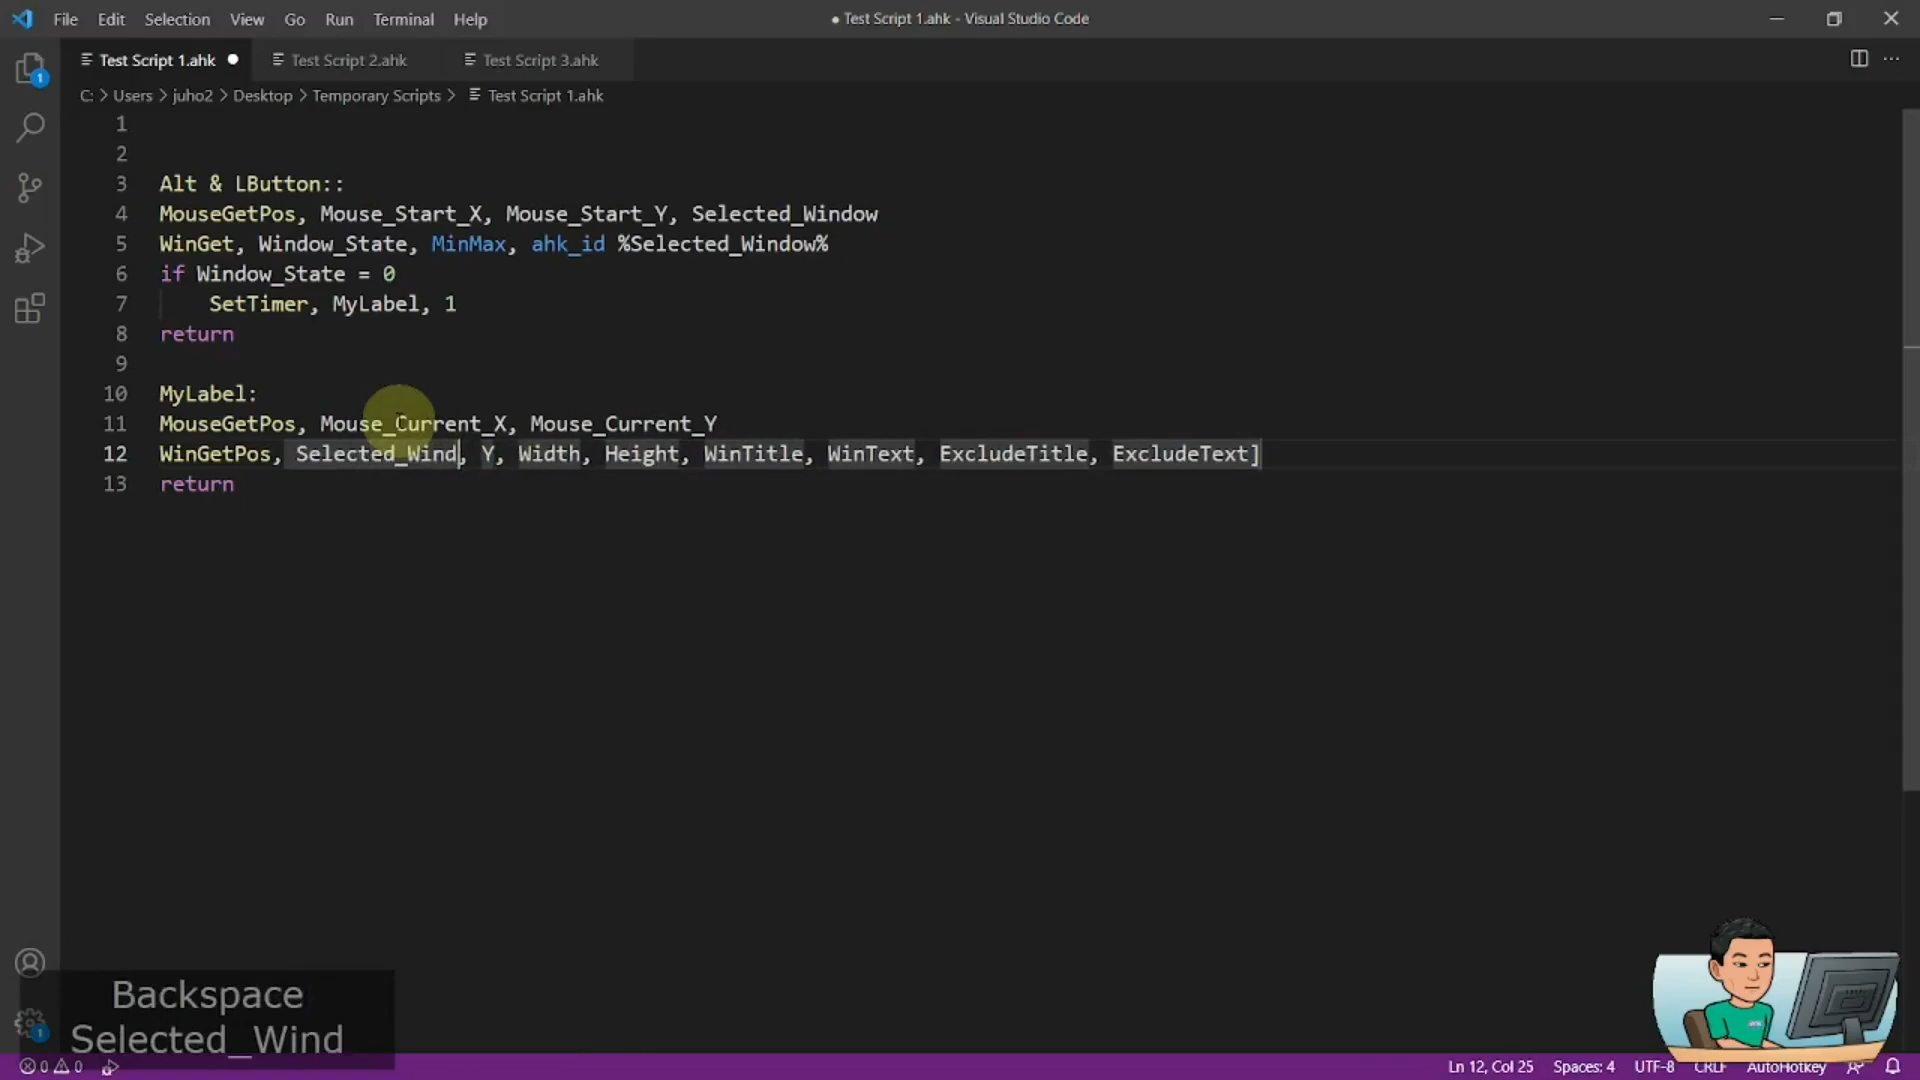 File Edit Selection View Go Run Terminal Help
● Test Script 1.ahk - Visual Studio Code
Test Script 1.ahk ● Test Script 2.ahk Test Script 3.ahk
C: > Users > juho2 > Desktop > Temporary Scripts > Test Script 1.ahk
1
2
3 Alt & LButton::
4 MouseGetPos, Mouse_Start_X, Mouse_Start_Y, Selected_Window
5 WinGet, Window_State, MinMax, ahk_id %Selected_Window%
6 if Window_State = 0
7 SetTimer, MyLabel, 1
8 return
9
10 MyLabel:
11 MouseGetPos, Mouse_Current_X, Mouse_Current_Y
12 WinGetPos, Selected_Wind, Y, Width, Height, WinTitle, WinText, ExcludeTitle, ExcludeText]
13 return
1
Backspace
Selected_Wind
1
0 0 Ln 12, Col 25 Spaces: 4 UTF-8 CRLF AutoHotkey